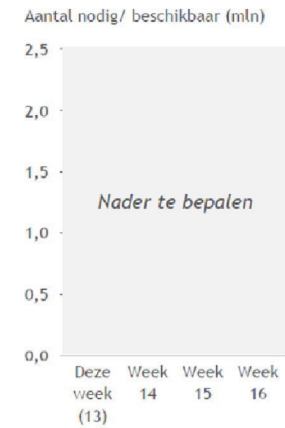 Aantal nodig/ beschikbaar (mln)
2,5
2,0
1,5
Nader te bepalen
1,0
0,5
0,0
Deze week (13)
Week 14
Week 15
Week 16